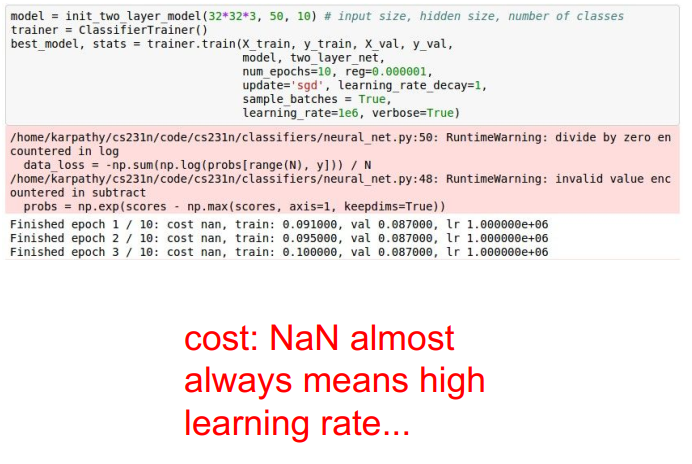 model = init_two_layer_model(32*32*3, 50, 10) # input size, hidden size, number of classes
trainer = ClassifierTrainer()
best_model, stats = trainer.train(X_train, y_train, X_val, y_val,
model, two_layer_net,
num_epochs=10, reg=0.000001,
update='sgd', learning_rate_decay=1,
sample_batches = True,
learning_rate=1e6, verbose=True)
/home/karpathy/cs231n/code/cs231n/classifiers/neural_net.py:50: RuntimeWarning: divide by zero en
countered in log
data_loss = -np.sum(np.log(probs[range(N), y])) / N
/home/karpathy/cs231n/code/cs231n/classifiers/neural_net.py:48: RuntimeWarning: invalid value enc
ountered in subtract
probs = np.exp(scores - np.max(scores, axis=1, keepdims=True))
Finished epoch 1 / 10: cost nan, train: 0.091000, val 0.087000, lr 1.000000e+06
Finished epoch 2 / 10: cost nan, train: 0.095000, val 0.087000, lr 1.000000e+06
Finished epoch 3 / 10: cost nan, train: 0.100000, val 0.087000, lr 1.000000e+06
cost: NaN almost
always means high
learning rate...